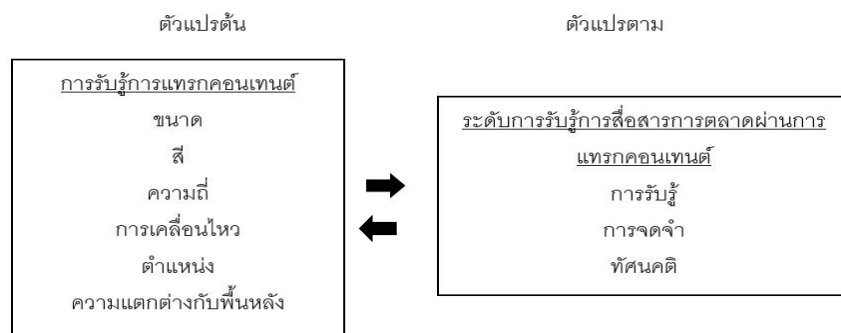 ตัวแปรต้น
ตัวแปรตาม
การรับรู้การแทรกคอนเทนต์
ขนาด
สี
ความถี่
การเคลื่อนไหว
ตำแหน่ง
ความแตกต่างกับพื้นหลัง
ระดับการรับรู้การสื่อสารการตลาดผ่านการ
แทรกคอนเทนต์
การรับรู้
การจดจำ
ทัศนคติ